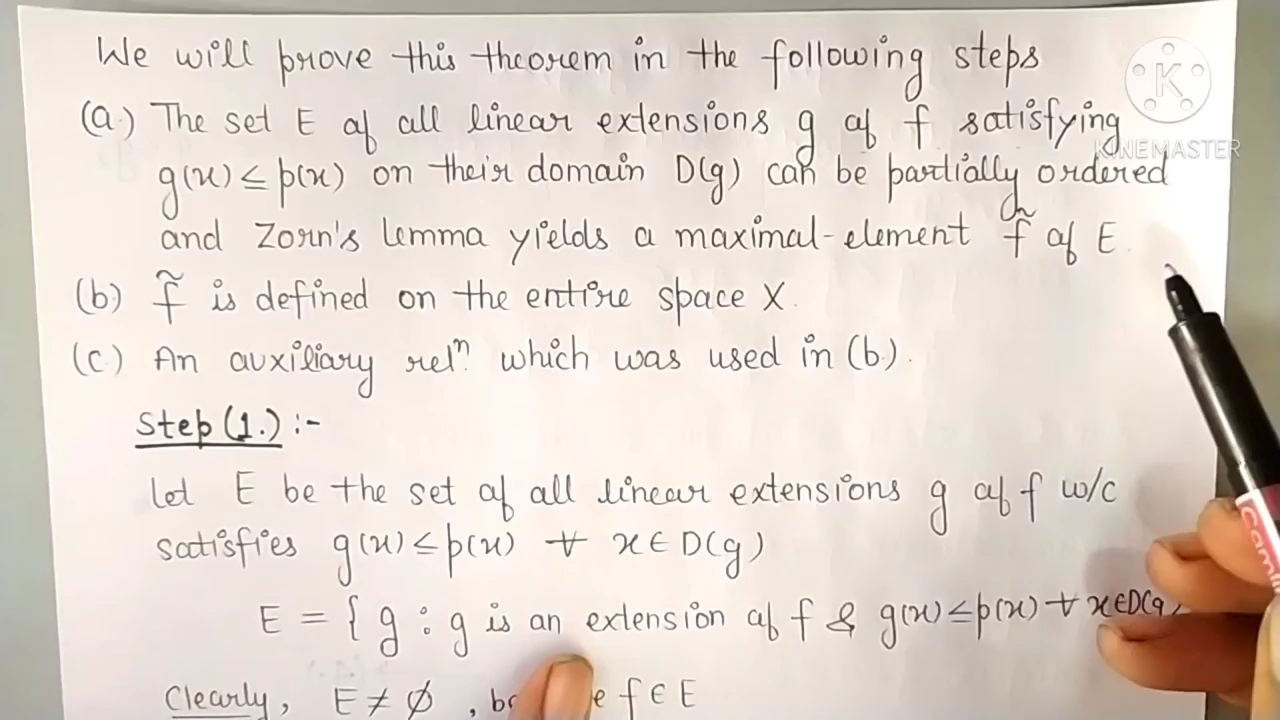 We will prove this theorem in the following steps
(a.) The set E of all linear extensions g of f satisfying
g(x) ≤ p(x) on their domain D(g) can be partially ordered
and Zorn's Lemma yields a maximal-element f̃ of E.
(b.) f̃ is defined on the entire space X.
(c.) An auxiliary relⁿ. which was used in (b.).
Step (1.) :-
Let E be the set of all linear extensions g of f w/c
satisfies g(x) ≤ p(x) ∀ x ∈ D(g)
E = { g : g is an extension of f & g(x) ≤ p(x) ∀ x ∈ D(g)
Clearly, E ≠ ∅ , f ∈ E
K
KINEMASTER